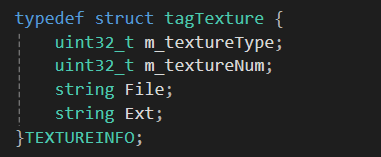 typedef struct tagTexture {
    uint32_t m_textureType;
    uint32_t m_textureNum;
    string File;
    string Ext;
}TEXTUREINFO;